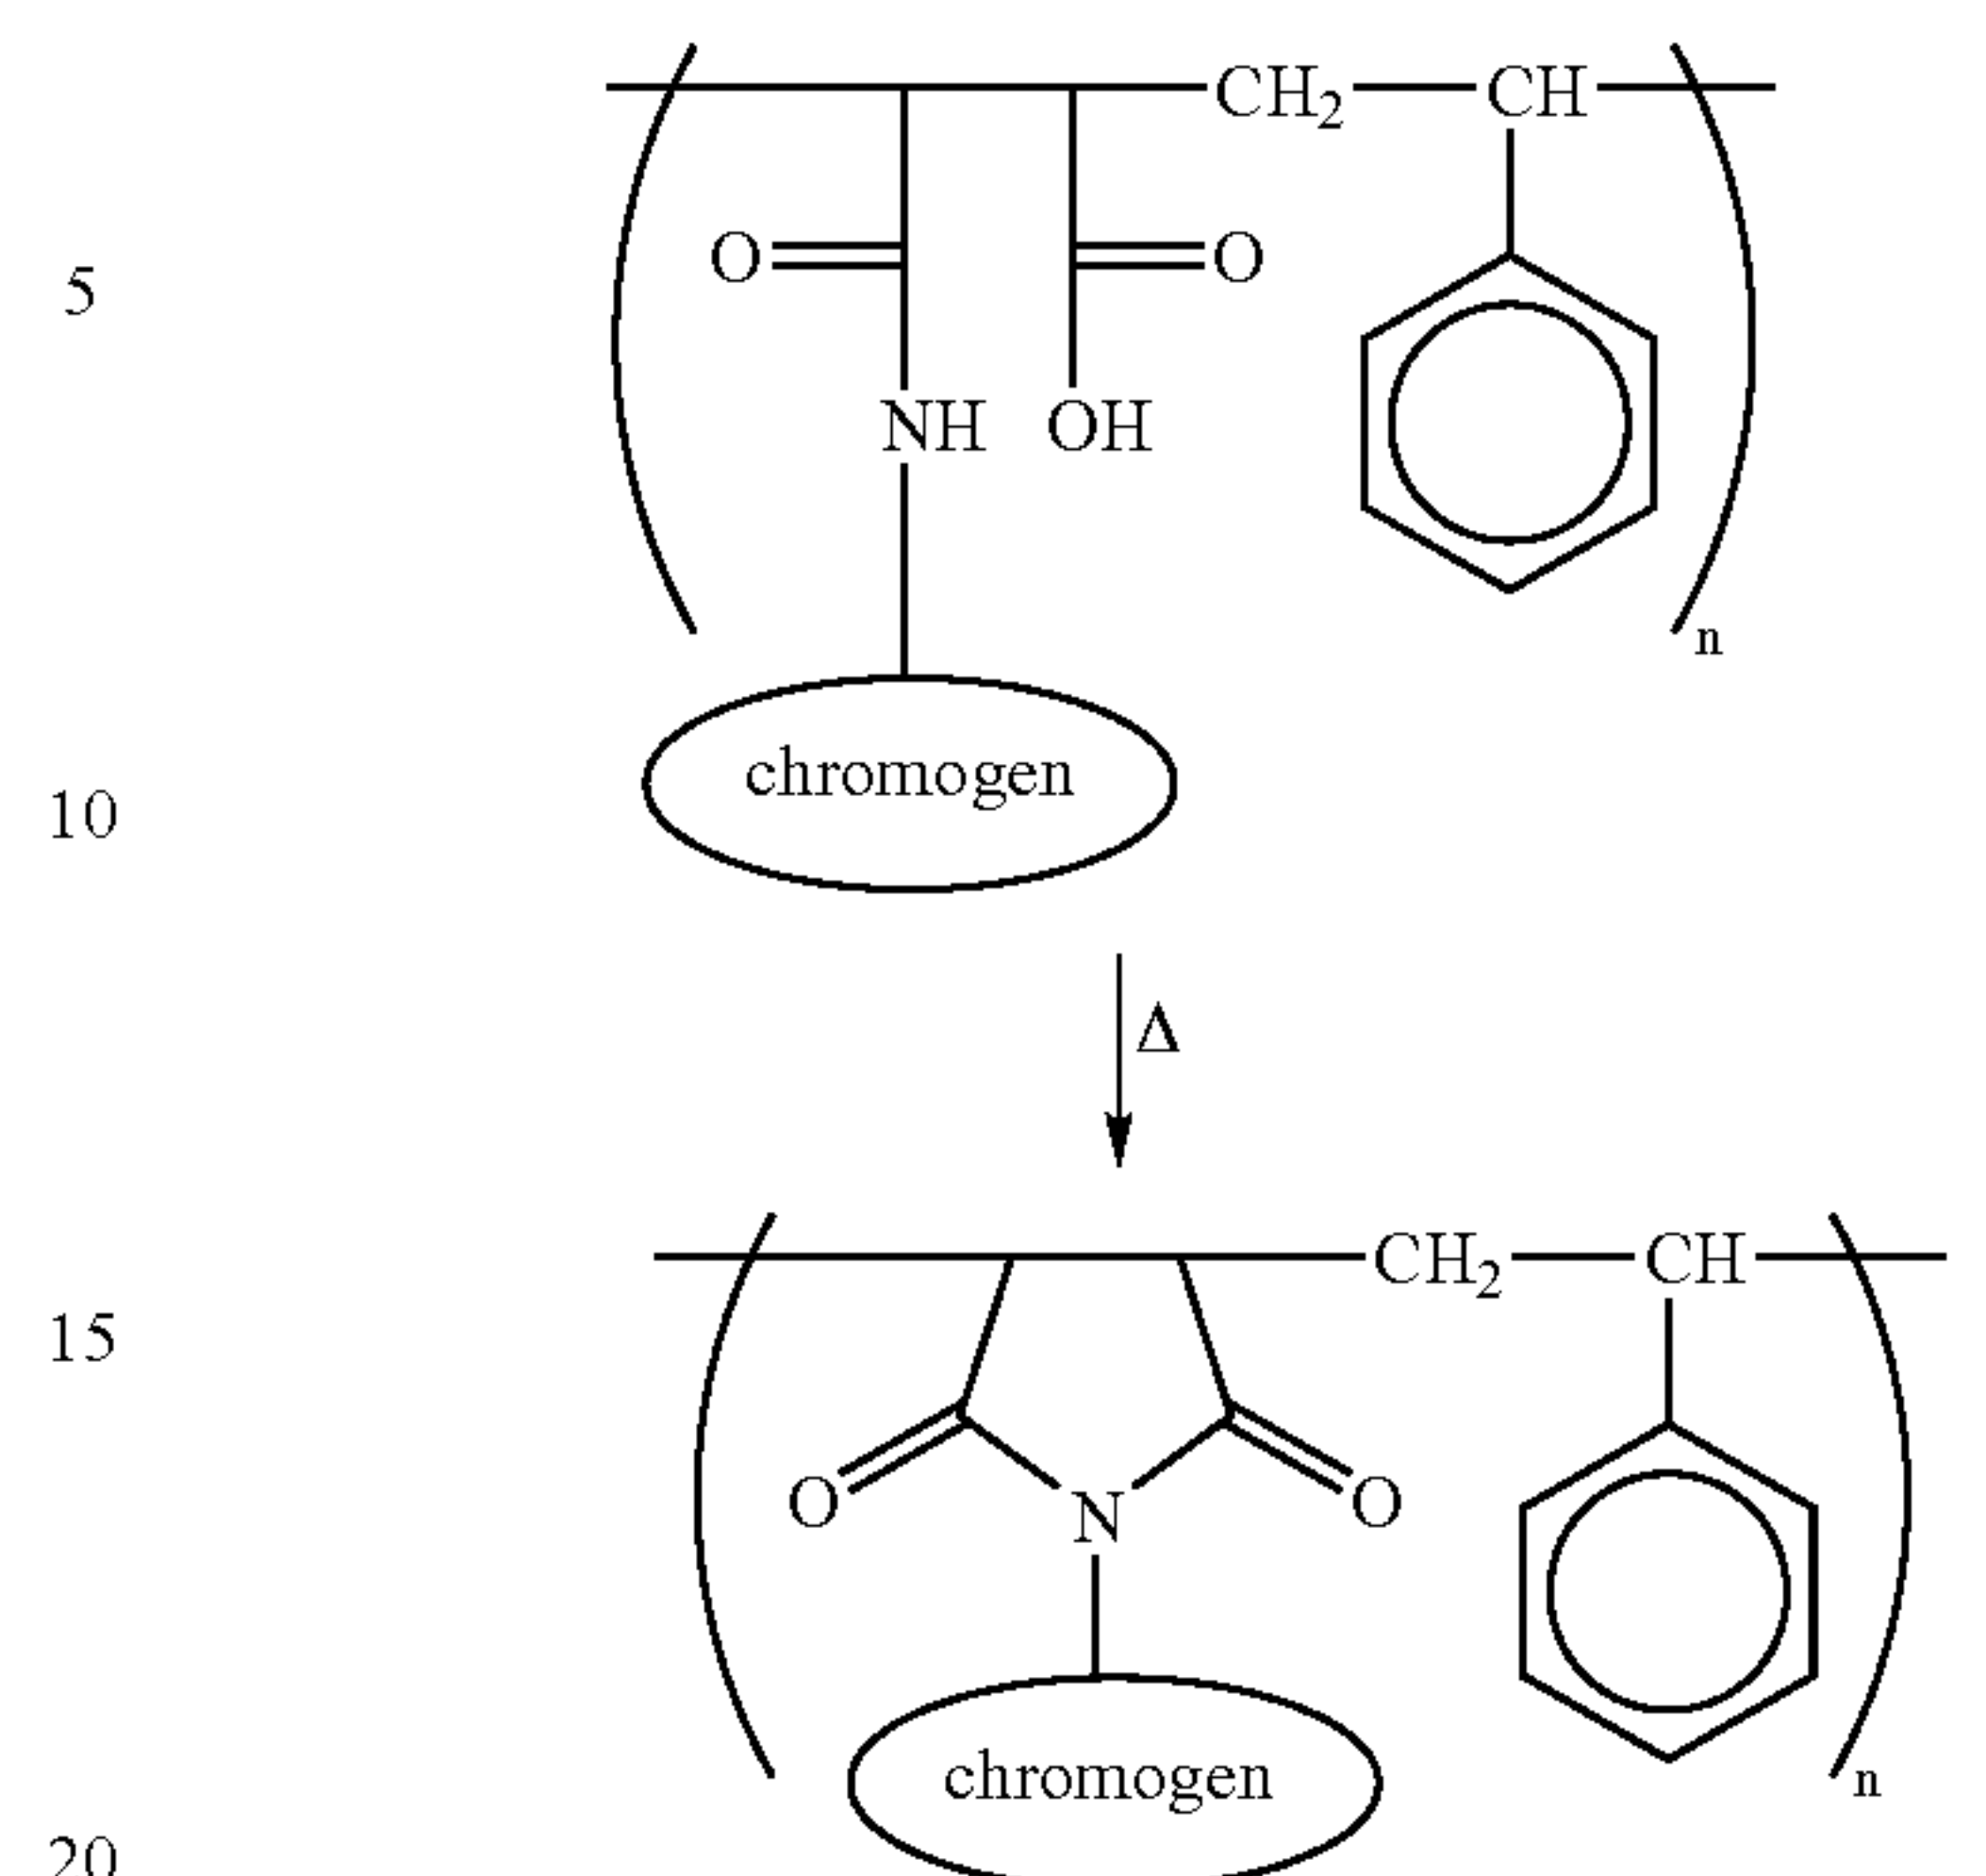 CH2 CH
5 O O
NH OH
n
chromogen
10
Δ
CH2 CH
15
O N O
chromogen
n
20